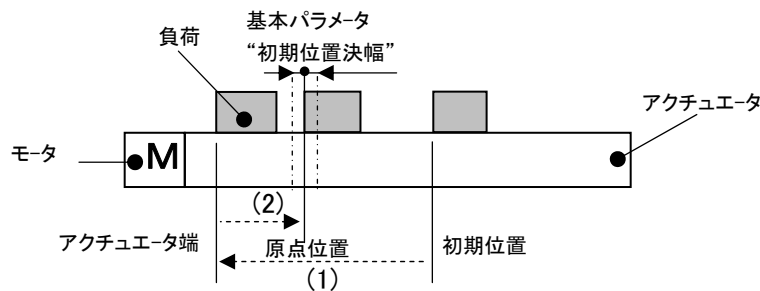 基本パラメータ
“初期位置決幅”
負荷
アクチュエータ
モータ
M
(2)
アクチュエータ端
原点位置
初期位置
(1)